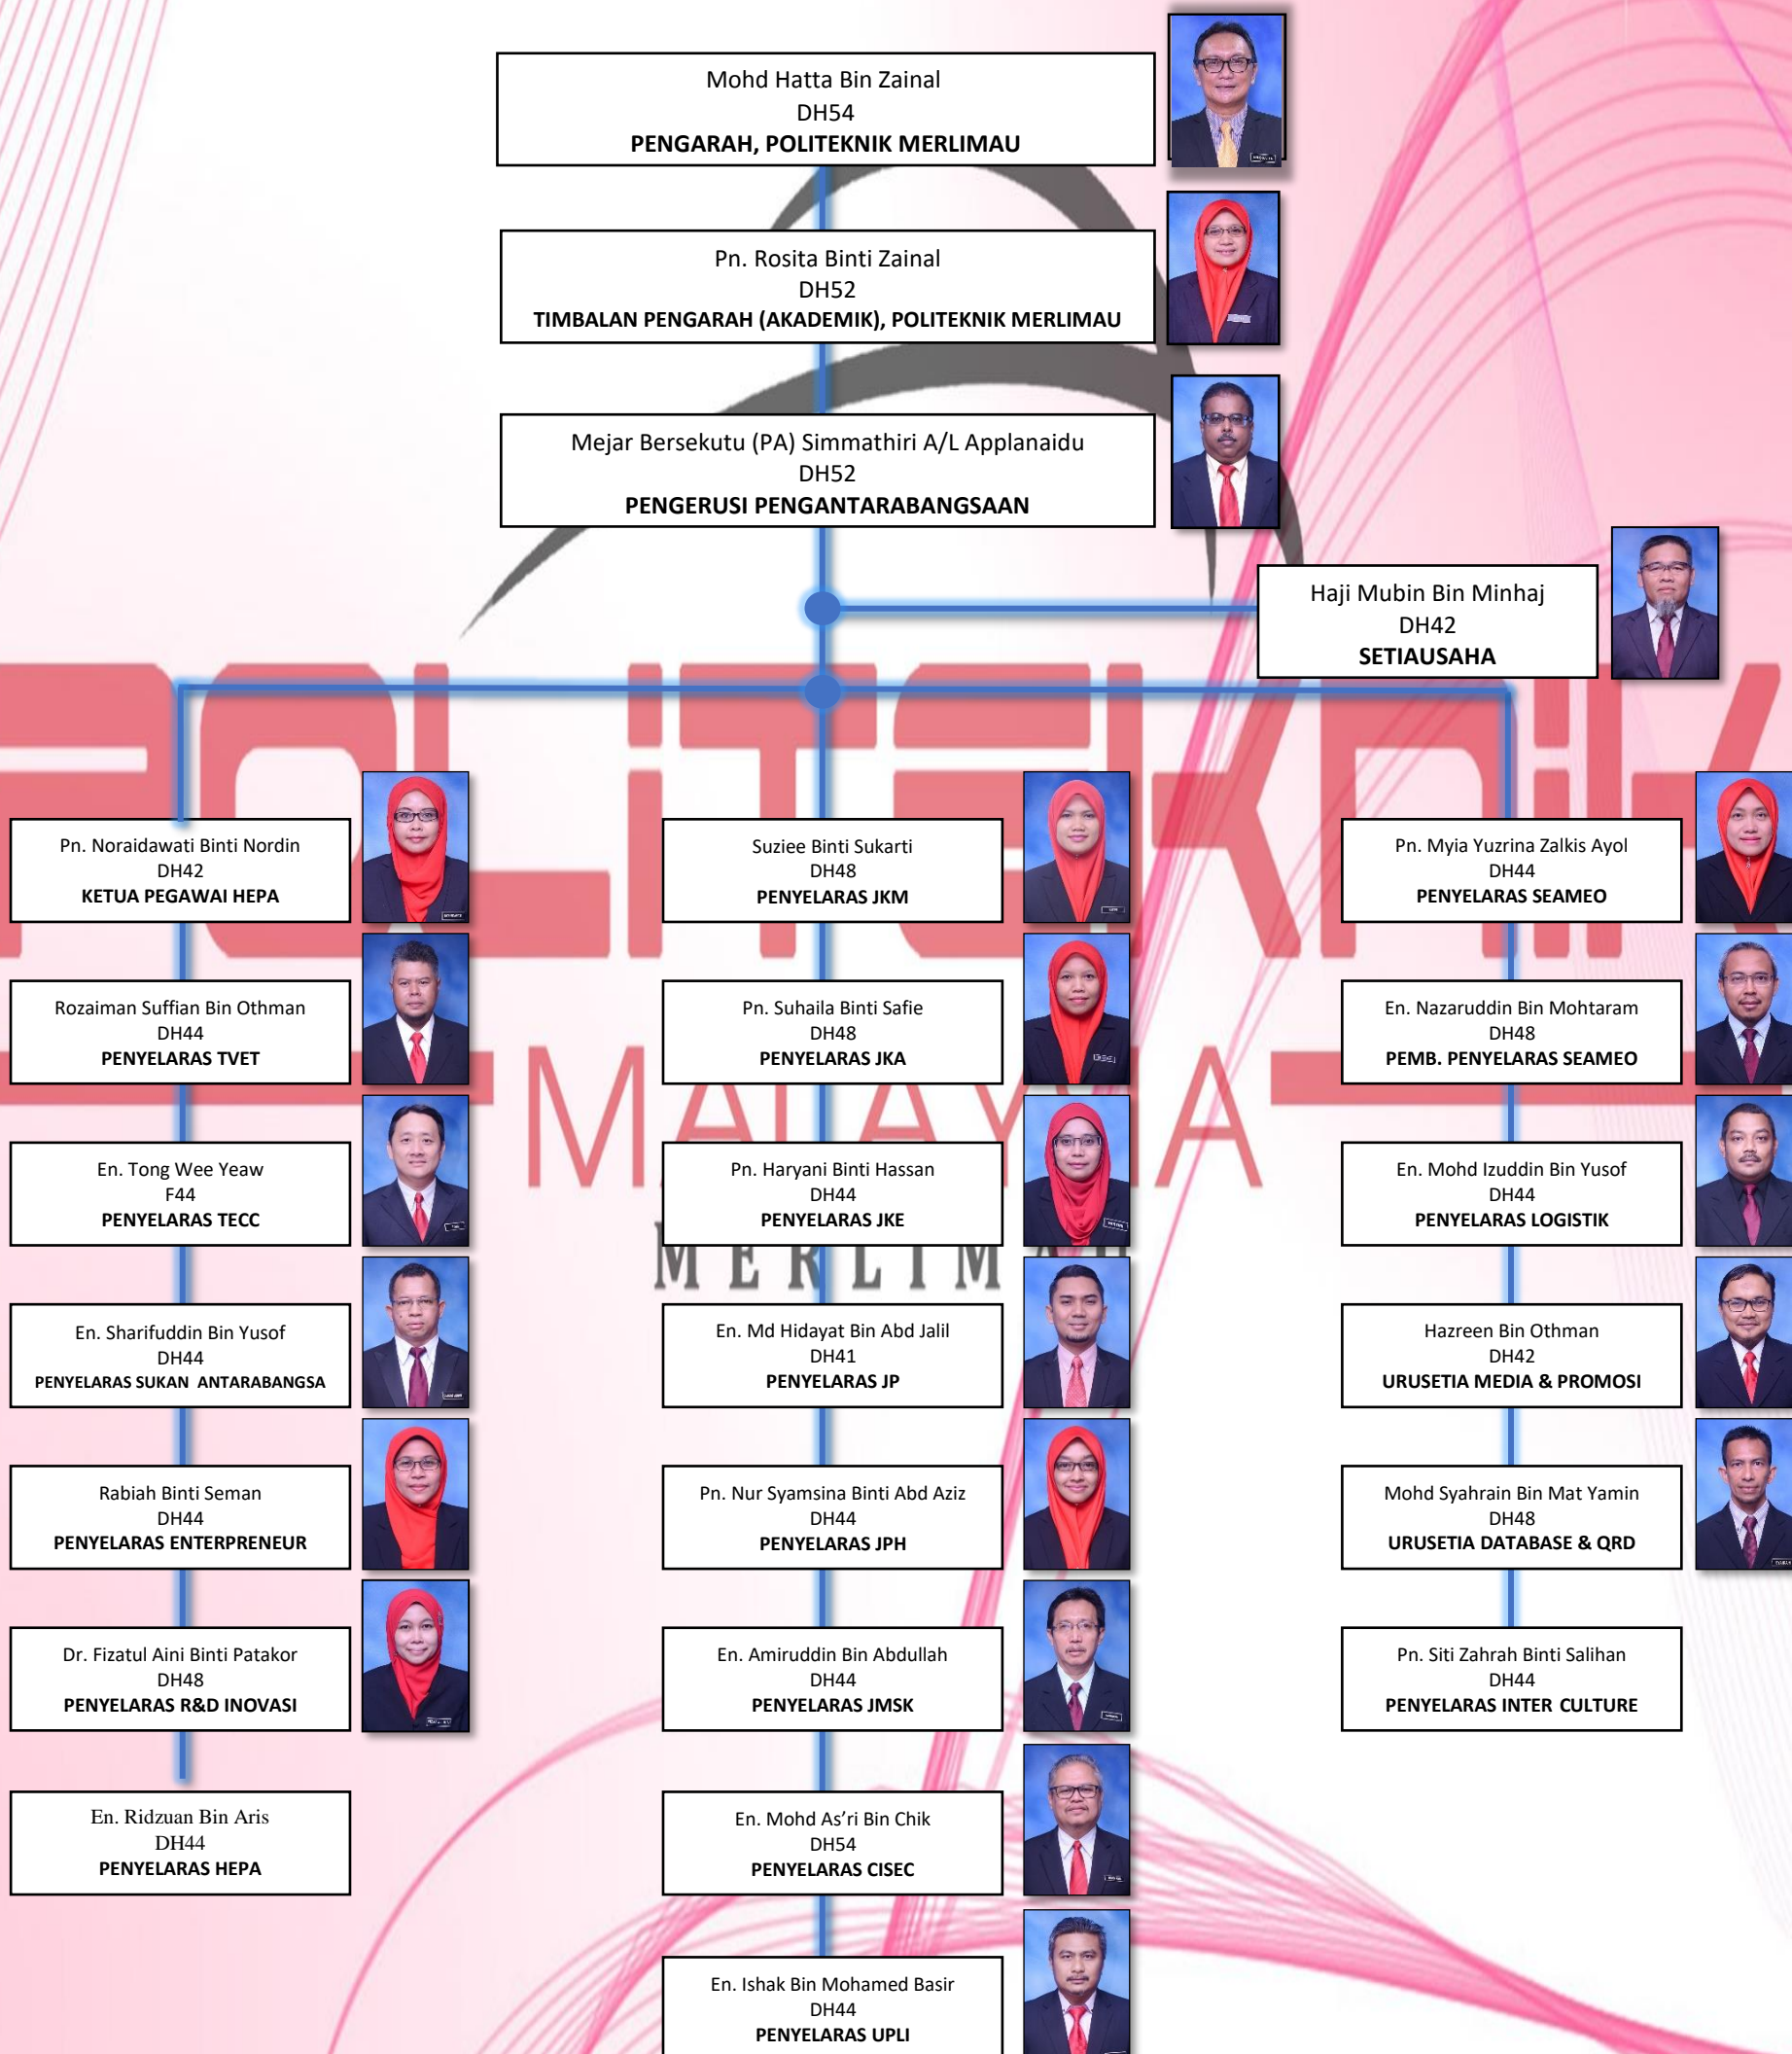 Mohd Hatta Bin Zainal
DH54
PENGARAH, POLITEKNIK MERLIMAU
Pn. Rosita Binti Zainal
DH52
TIMBALAN PENGARAH (AKADEMIK), POLITEKNIK MERLIMAU
Mejar Bersekutu (PA) Simmathiri A/L Applanaidu
DH52
PENGERUSI PENGANTARABANGSAAN
Haji Mubin Bin Minhaj
DH42
SETIAUSAHA
POLITEKNIK
MALAYSIA
MERLIMAU
Pn. Noraidawati Binti Nordin
DH42
KETUA PEGAWAI HEPA
Rozaiman Suffian Bin Othman
DH44
PENYELARAS TVET
En. Tong Wee Yeaw
F44
PENYELARAS TECC
En. Sharifuddin Bin Yusof
DH44
PENYELARAS SUKAN ANTARABANGSA
Rabiah Binti Seman
DH44
PENYELARAS ENTERPRENEUR
Dr. Fizatul Aini Binti Patakor
DH48
PENYELARAS R&D INOVASI
En. Ridzuan Bin Aris
DH44
PENYELARAS HEPA
Suziee Binti Sukarti
DH48
PENYELARAS JKM
Pn. Suhaila Binti Safie
DH48
PENYELARAS JKA
Pn. Haryani Binti Hassan
DH44
PENYELARAS JKE
En. Md Hidayat Bin Abd Jalil
DH41
PENYELARAS JP
Pn. Nur Syamsina Binti Abd Aziz
DH44
PENYELARAS JPH
En. Amiruddin Bin Abdullah
DH44
PENYELARAS JMSK
En. Mohd As’ri Bin Chik
DH54
PENYELARAS CISEC
En. Ishak Bin Mohamed Basir
DH44
PENYELARAS UPLI
Pn. Myia Yuzrina Zalkis Ayol
DH44
PENYELARAS SEAMEO
En. Nazaruddin Bin Mohtaram
DH48
PEMB. PENYELARAS SEAMEO
En. Mohd Izuddin Bin Yusof
DH44
PENYELARAS LOGISTIK
Hazreen Bin Othman
DH42
URUSETIA MEDIA & PROMOSI
Mohd Syahrain Bin Mat Yamin
DH48
URUSETIA DATABASE & QRD
Pn. Siti Zahrah Binti Salihan
DH44
PENYELARAS INTER CULTURE